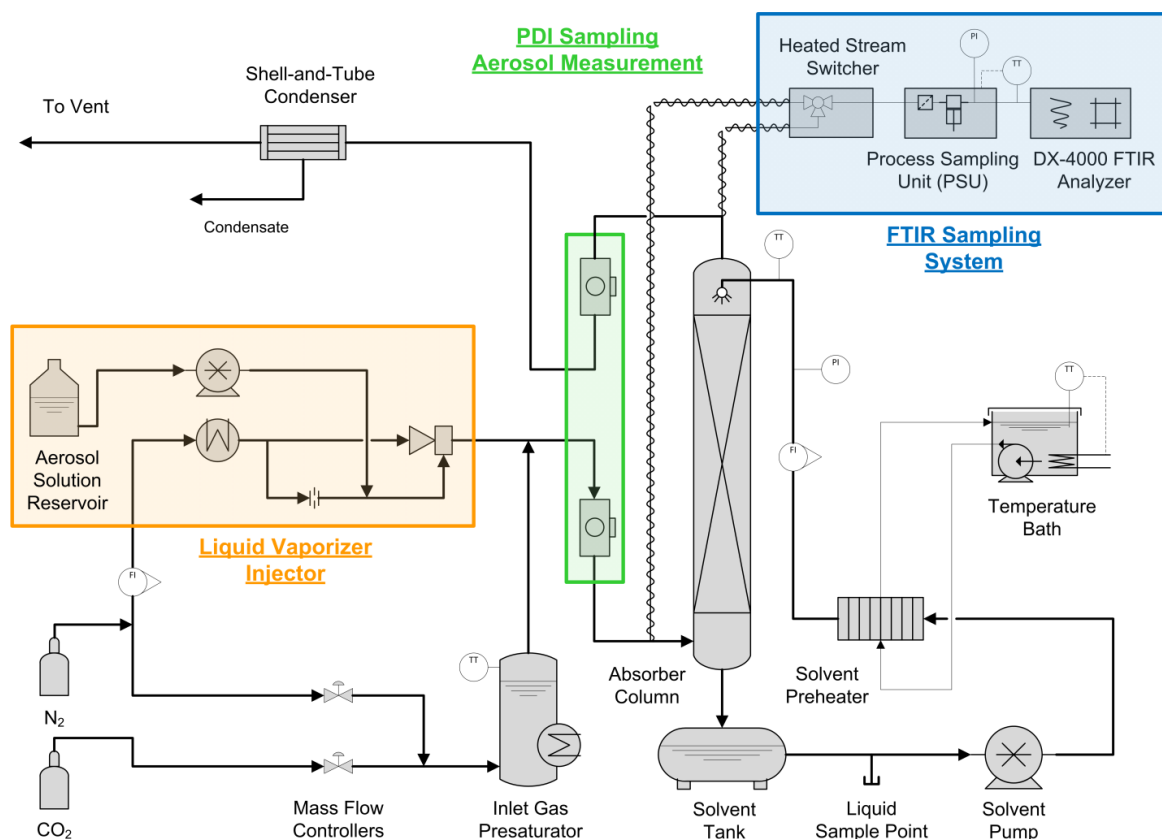 PDI Sampling
Aerosol Measurement
Heated Stream
Switcher
PI
TT
Shell-and-Tube
Condenser
To Vent
Process Sampling
Unit (PSU)
DX-4000 FTIR
Analyzer
Condensate
FTIR Sampling
System
TT
PI
TT
Aerosol
Solution
Reservoir
FI
Temperature
Bath
Liquid Vaporizer
Injector
FI
TT
Absorber
Column
Solvent
Preheater
N2
CO2
Mass Flow
Controllers
Inlet Gas
Presaturator
Solvent
Tank
Liquid
Sample Point
Solvent
Pump